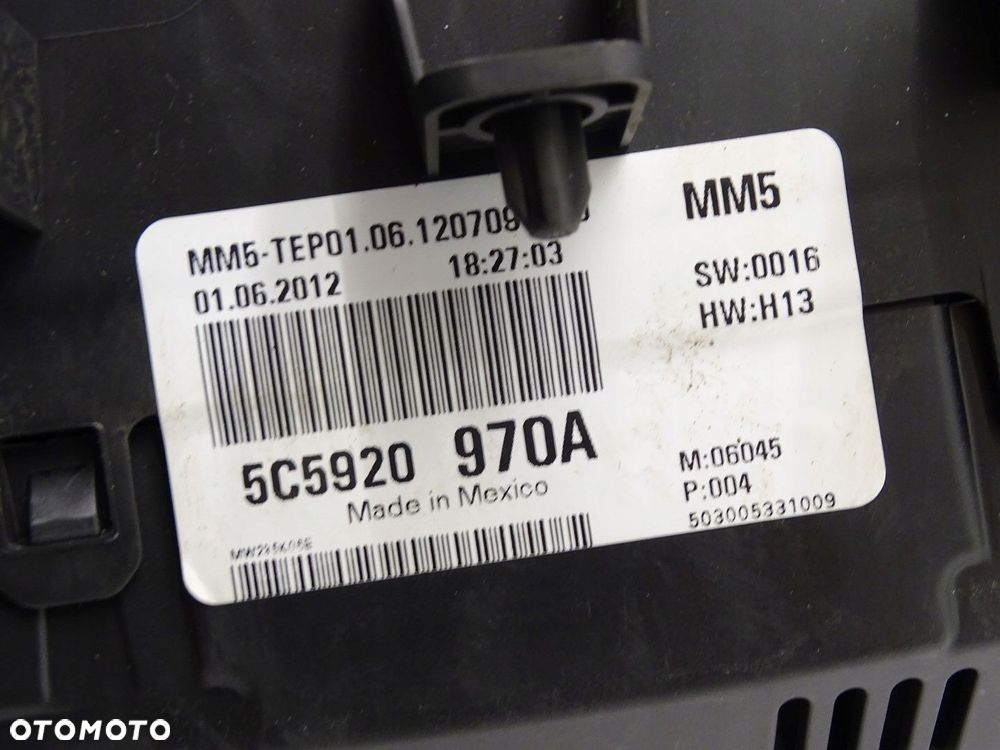 MM5-TEP01.06.120709
MM5
01.06.2012 18:27:03
SW:0016
HW:H13
5C5920 970A
Made in Mexico
M:06045
P:004
503005331009
OTOMOTO